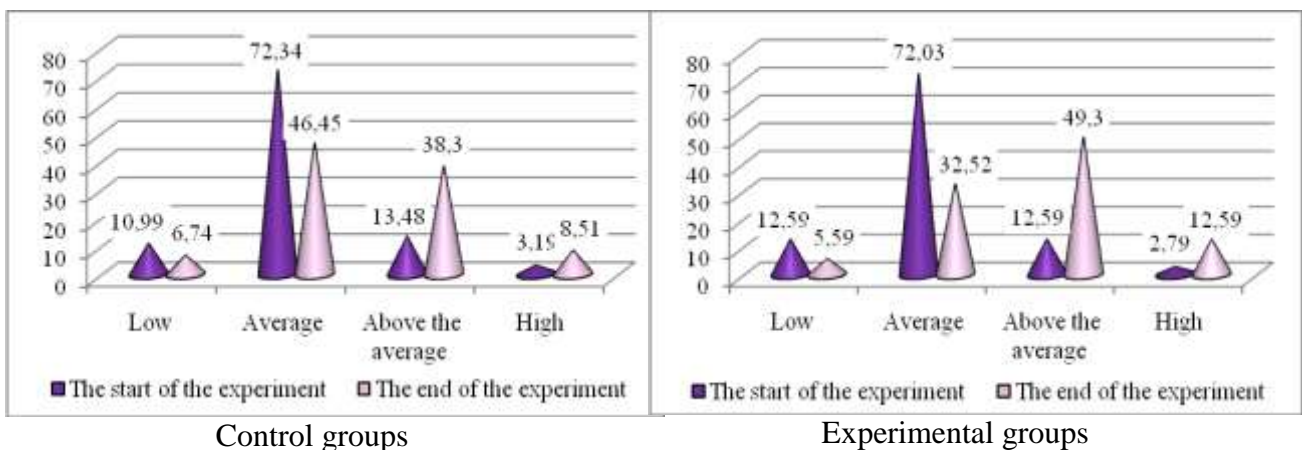 80
70
60
50
40
30
20
10
0
72,34
46,45
38,3
10,99
6,74
13,48
3,19
8,51
Low
Average
Above the
average
High
The start of the experiment
The end of the experiment
Control groups
80
70
60
50
40
30
20
10
0
72,03
49,3
32,52
12,59
5,59
12,59
2,79
12,59
Low
Average
Above the
average
High
The start of the experiment
The end of the experiment
Experimental groups